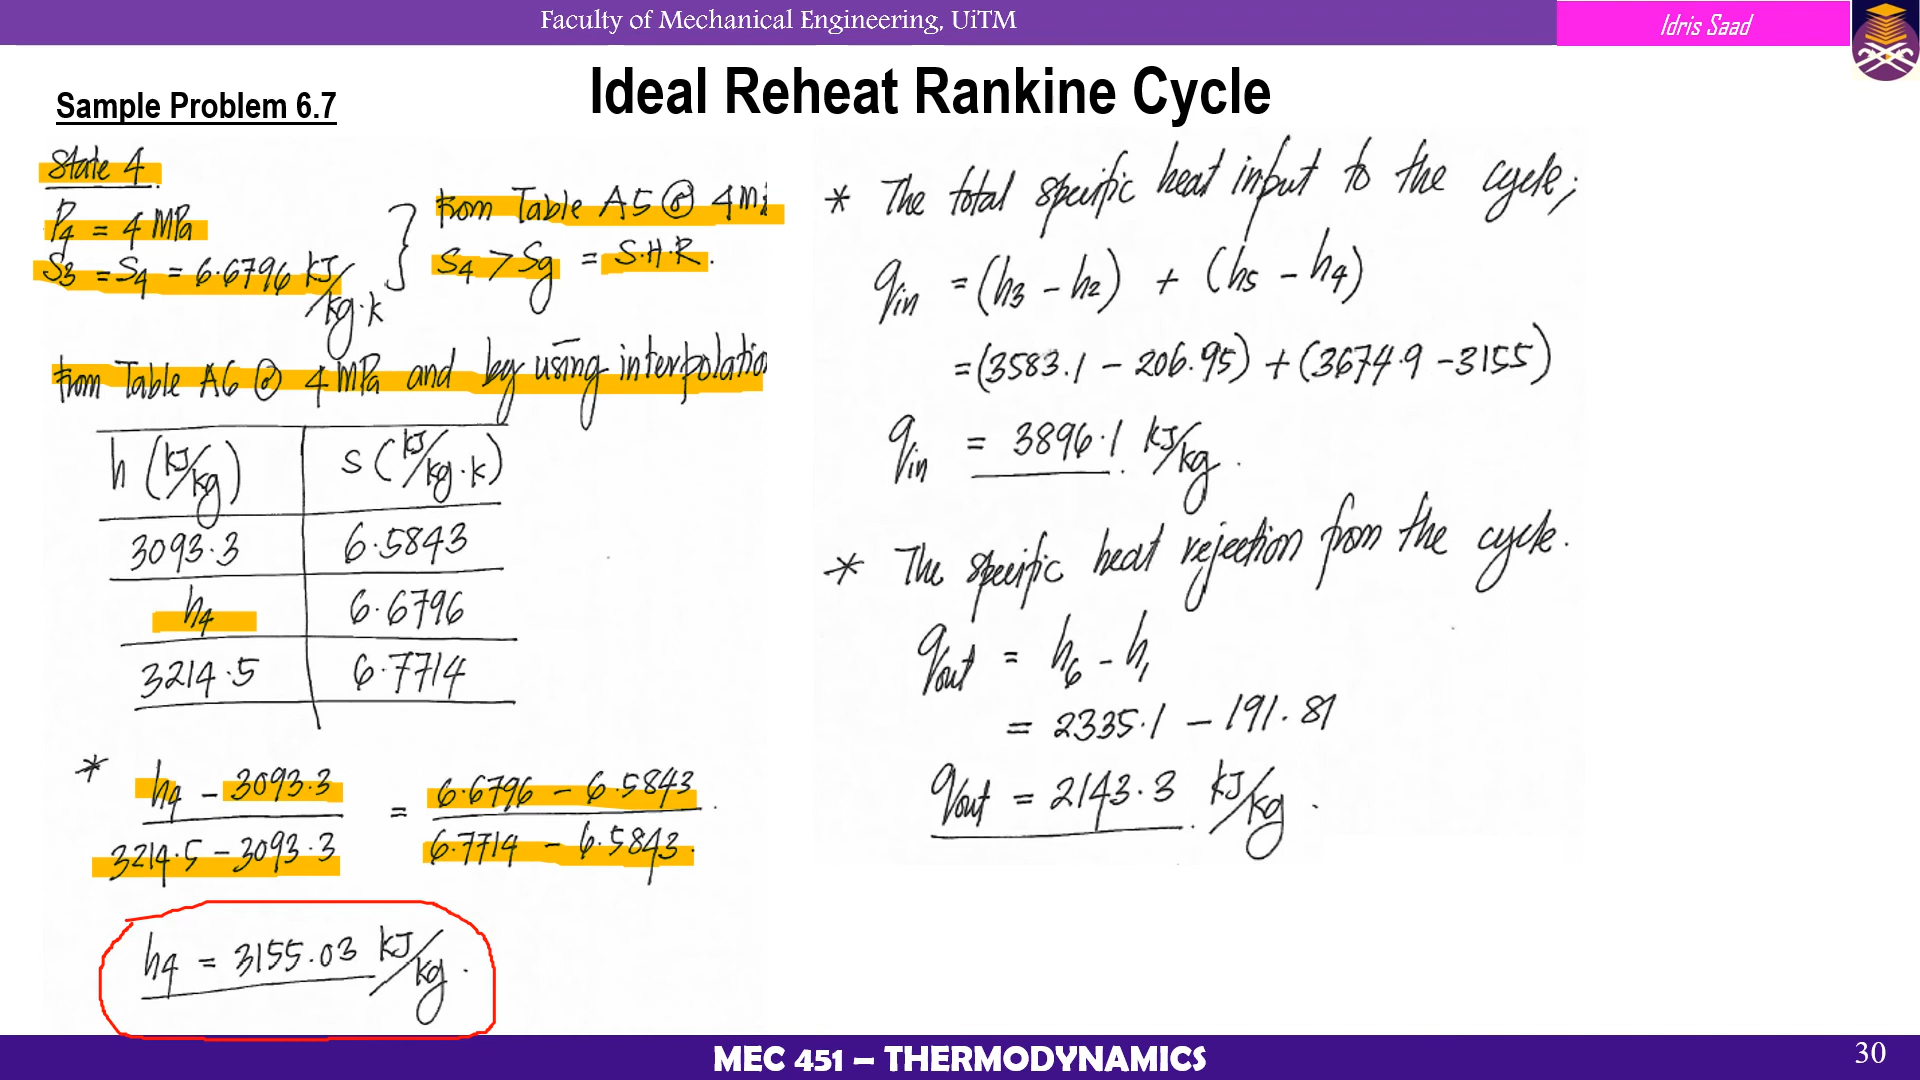 Faculty of Mechanical Engineering, UiTM
Idris Saad
Ideal Reheat Rankine Cycle
Sample Problem 6.7
State 4
P4 = 4 MPa
S3 = S4 = 6.6796 kJ/kg.k
from Table A5 @ 4 M
S4 > Sg = S.H.R.
from Table A6 @ 4 MPa and by using interpolatio
h (kJ/kg) s (kJ/kg.k)
3093.3 6.5843
h4 6.6796
3214.5 6.7714
* h4 - 3093.3 = 6.6796 - 6.5843
3214.5 - 3093.3 6.7714 - 6.5843
h4 = 3155.03 kJ/kg.
* The total specific heat input to the cycle;
qin = (h3 - h2) + (h5 - h4)
= (3583.1 - 206.95) + (3674.9 - 3155)
qin = 3896.1 kJ/kg.
* The specific heat rejection from the cycle.
qout = h6 - h1
= 2335.1 - 191.81
qout = 2143.3 kJ/kg.
MEC 451 – THERMODYNAMICS
30